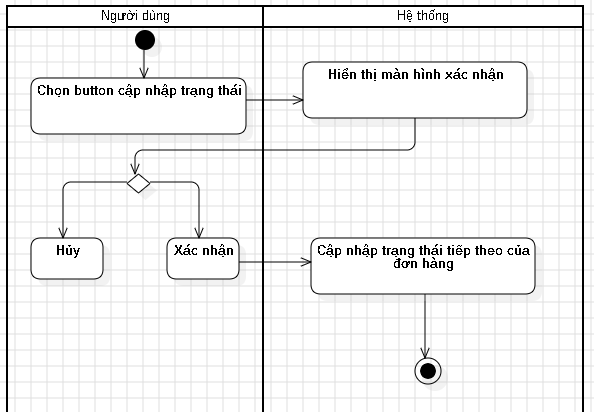 Người dùng
Hệ thống
Chọn button cập nhập trạng thái
Hiển thị màn hình xác nhận
Hủy
Xác nhận
Cập nhập trạng thái tiếp theo của
đơn hàng